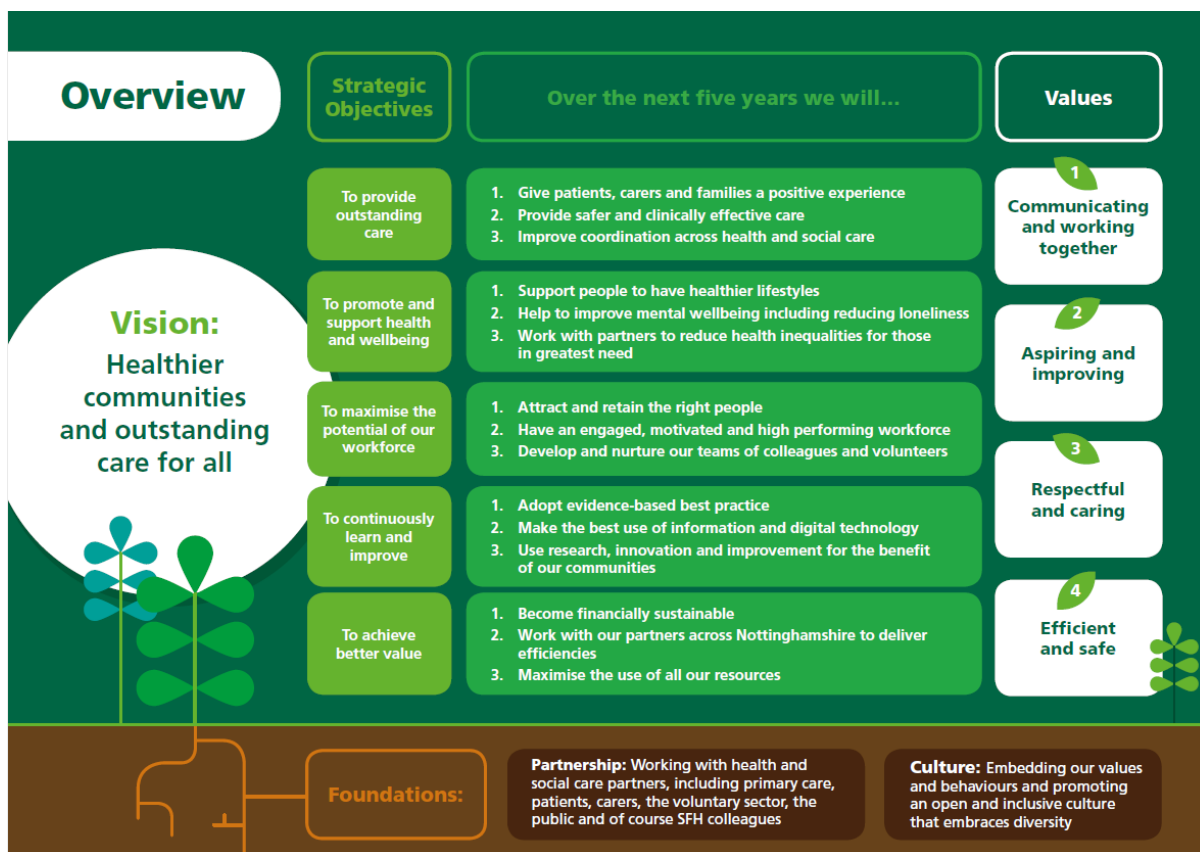 Overview
Strategic
Objectives
Over the next five years we will...
Values
Vision:
Healthier
communities
and outstanding
care for all
To provide
outstanding
care
1. Give patients, carers and families a positive experience
2. Provide safer and clinically effective care
3. Improve coordination across health and social care
To promote and
support health
and wellbeing
1. Support people to have healthier lifestyles
2. Help to improve mental wellbeing including reducing loneliness
3. Work with partners to reduce health inequalities for those
in greatest need
To maximise the
potential of our
workforce
1. Attract and retain the right people
2. Have an engaged, motivated and high performing workforce
3. Develop and nurture our teams of colleagues and volunteers
To continuously
learn and
improve
1. Adopt evidence-based best practice
2. Make the best use of information and digital technology
3. Use research, innovation and improvement for the benefit
of our communities
To achieve
better value
1. Become financially sustainable
2. Work with our partners across Nottinghamshire to deliver
efficiencies
3. Maximise the use of all our resources
1
Communicating
and working
together
2
Aspiring and
improving
3
Respectful
and caring
4
Efficient
and safe
Foundations:
Partnership: Working with health and
social care partners, including primary care,
patients, carers, the voluntary sector, the
public and of course SFH colleagues
Culture: Embedding our values
and behaviours and promoting
an open and inclusive culture
that embraces diversity